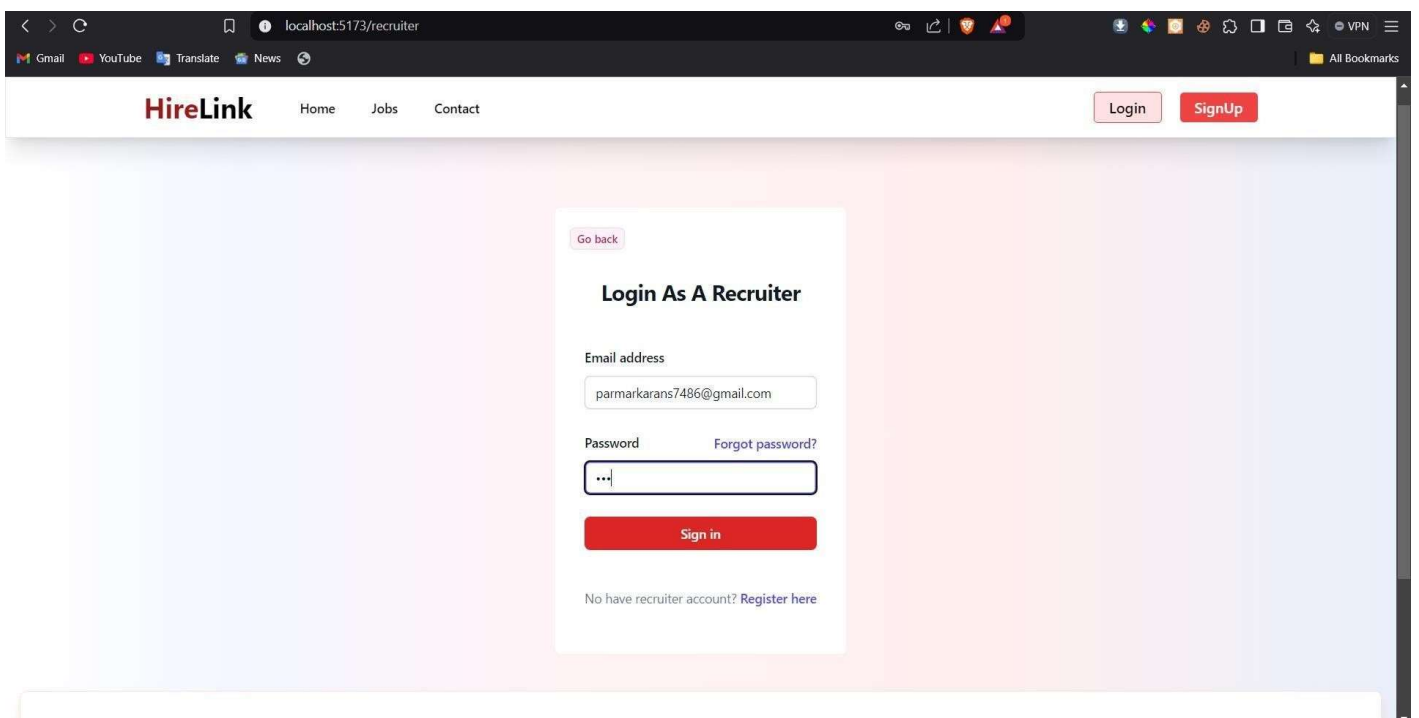 localhost:5173/recruiter
VPN
Gmail YouTube Translate News All Bookmarks
HireLink Home Jobs Contact Login SignUp
Go back
Login As A Recruiter
Email address
parmarkarans7486@gmail.com
Password Forgot password?
•••
Sign in
No have recruiter account? Register here